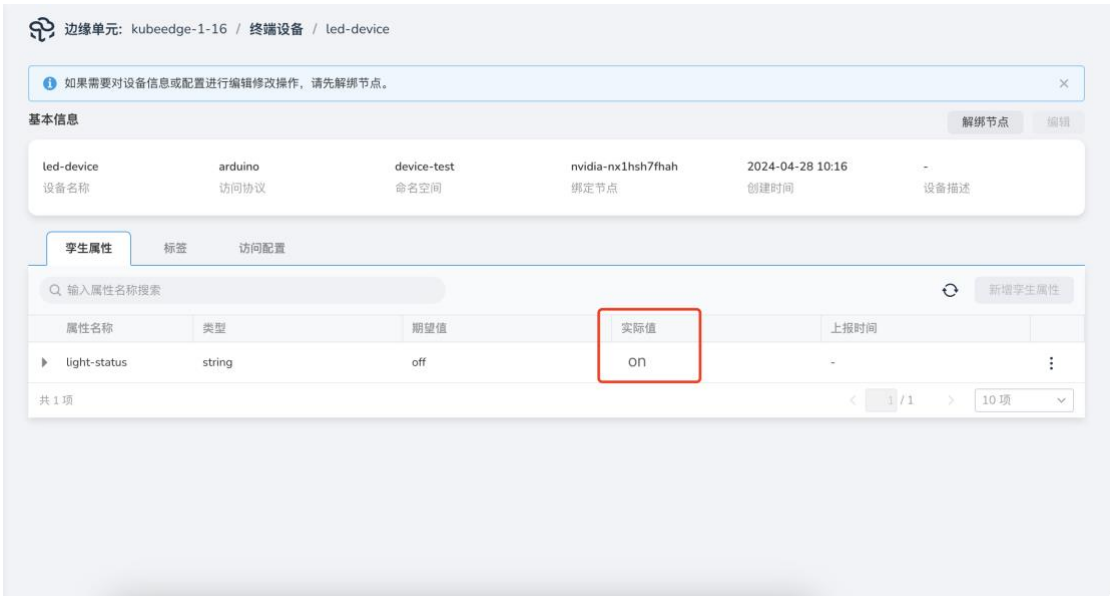 边缘单元: kubeedge-1-16 / 终端设备 / led-device
如果需要对设备信息或配置进行编辑修改操作，请先解绑节点。
基本信息 解绑节点 编辑
led-device arduino device-test nvidia-nx1hsh7fhah 2024-04-28 10:16 -
设备名称 访问协议 命名空间 绑定节点 创建时间 设备描述
孪生属性 标签 访问配置
输入属性名称搜索 新增孪生属性
属性名称 类型 期望值 实际值 上报时间
light-status string off on -
共 1 项 < 1 / 1 > 10 项